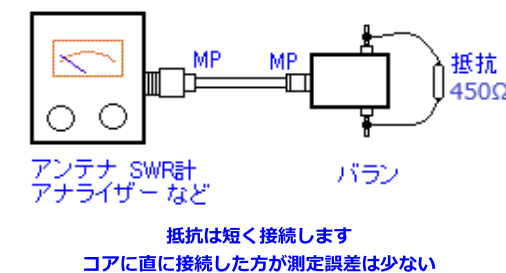 MP
MP
抵抗
450Ω
アンテナ SWR計
アナライザー など
バラン
抵抗は短く接続します
コアに直に接続した方が測定誤差は少ない